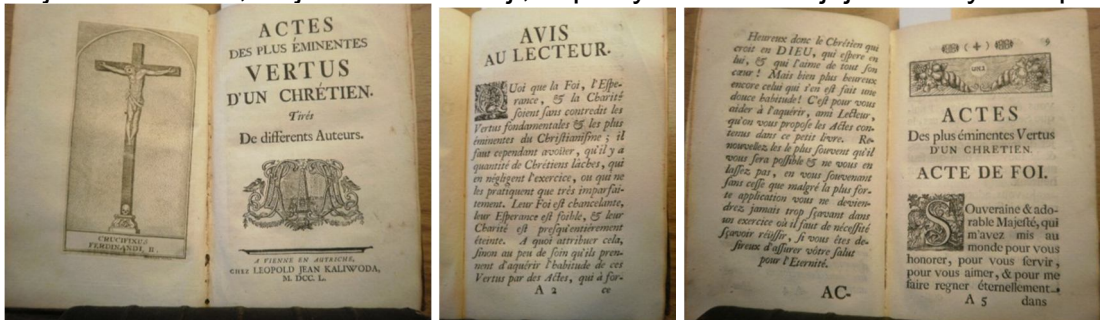 CRUCIFIXUS
FERDINANDI. II.
ACTES
DES PLUS ÉMINENTES
VERTUS
D'UN CHRÉTIEN.
Tirés
De differents Auteurs.
A VIENNE EN AUTRICHE,
CHEZ LEOPOLD JEAN KALIWODA,
M. DCC. L.
AVIS
AU LECTEUR.
QUoi que la Foi, l'Espe-
rance, & la Charité
soient sans contredit les
Vertus fondamentales & les plus
éminentes du Christianisme ; il
faut cependant avoüer, qu'il y a
quantité de Chrétiens lâches, qui
en négligent l'exercice, ou qui ne
les pratiquent que très imparfai-
tement. Leur Foi est chancelante,
leur Esperance est foible, & leur
Charité est presqu'entiérement
éteinte. A quoi attribuer cela,
sinon au peu de soin qu'ils pren-
nent d'aquérir l'habitude de ces
Vertus par des Actes, qui à for-
A 2 ce
Heureux donc le Chrétien qui
croit en DIEU, qui espere en
lui, & qui l'aime de tout son
cœur ! Mais bien plus heureux
encore celui qui s'en est fait une
douce habitude! C'est pour vous
aider à l'aquérir, ami Lecteur,
qu'on vous propose les Actes con-
tenus dans ce petit livre. Re-
nouvellez les le plus souvent qu'il
vous sera possible & ne vous en
lassez pas, en vous souvenant
sans cesse que malgré la plus for-
te application vous ne devien-
drez jamais trop sçavant dans
un exercice où il faut de nécessité
sçavoir réüssir, si vous êtes de-
sireux d'assurer vôtre salut
pour l'Eternité.
AC-
( + ) 9
ACTES
Des plus éminentes Vertus
D'UN CHRETIEN.
ACTE DE FOI.
SOuveraine & ado-
rable Majesté, qui
m'avez mis au
monde pour vous
honorer, pour vous servir,
pour vous aimer, & pour me
faire regner éternellement
A 5 dans